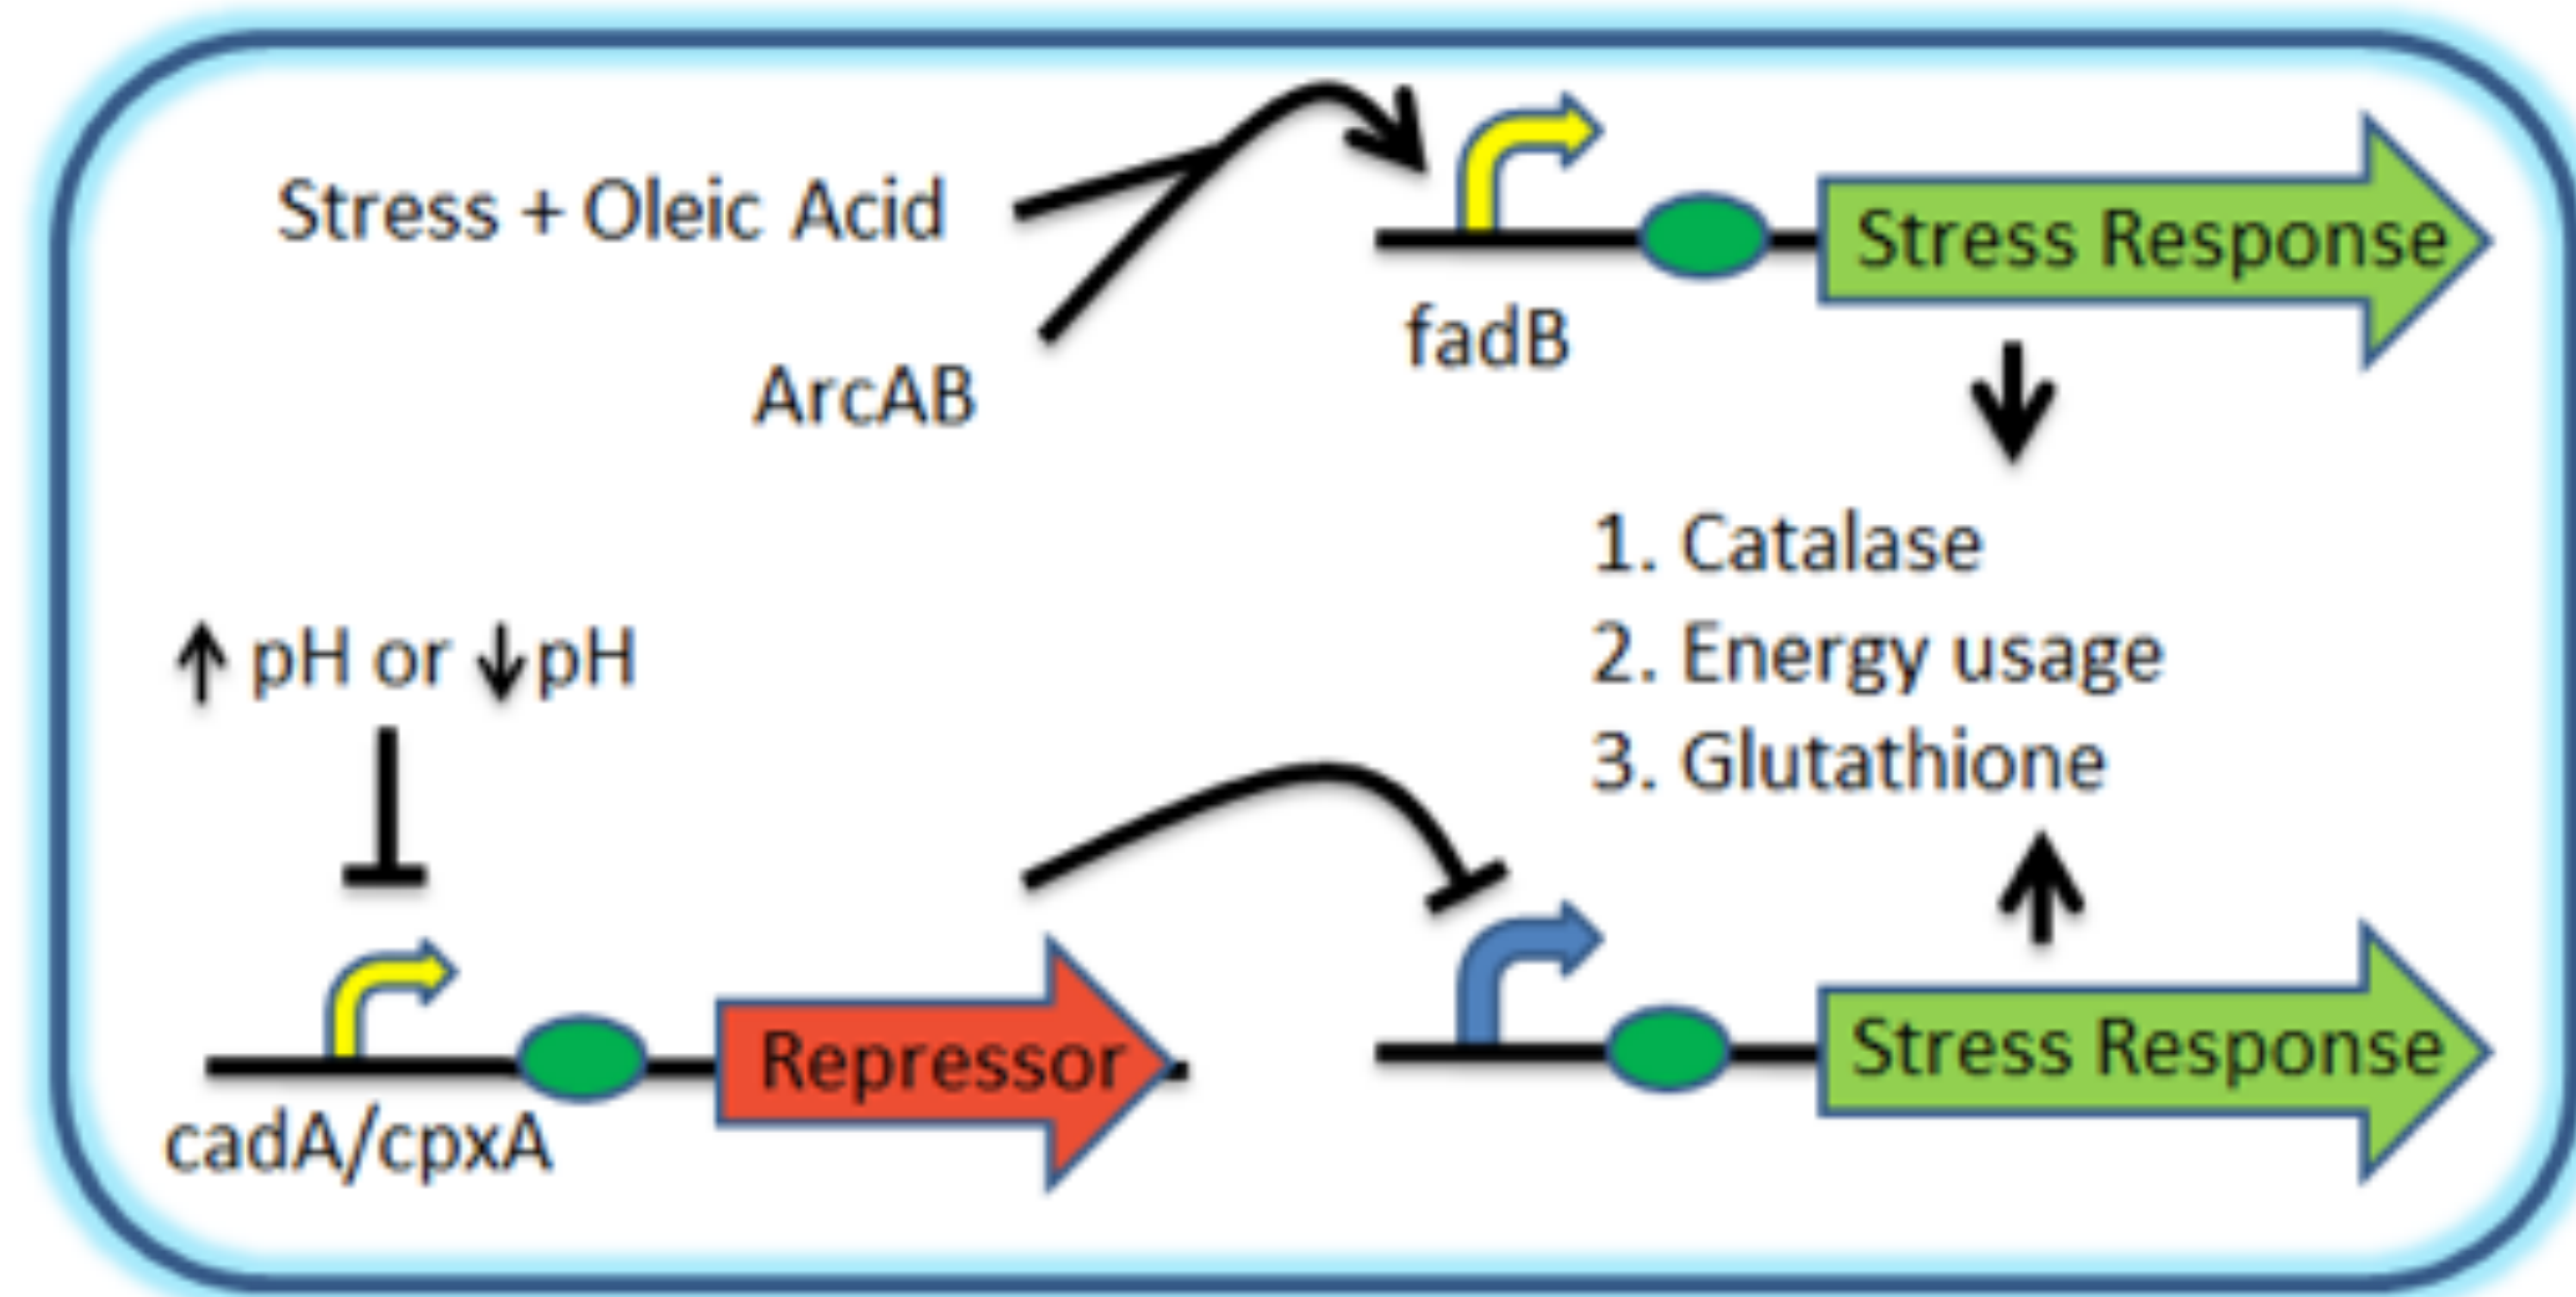 Stress + Oleic Acid
ArcAB
fadB
Stress Response
1. Catalase
2. Energy usage
3. Glutathione
↑ pH or ↓ pH
cadA/cpxA
Repressor
Stress Response